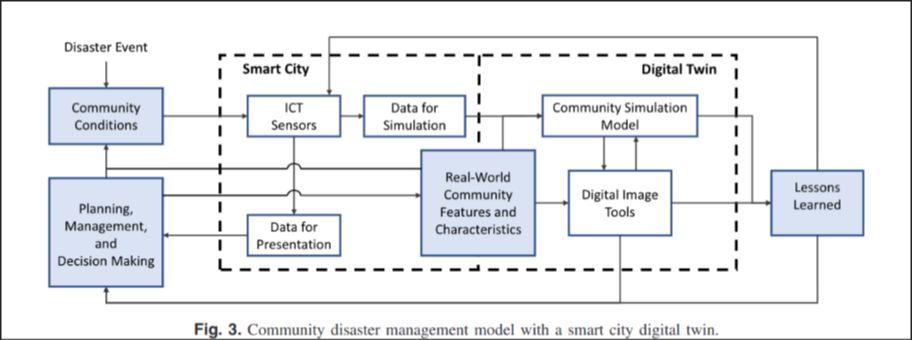 Disaster Event
Smart City
Digital Twin
Community
Conditions
ICT
Sensors
Data for
Simulation
Community Simulation
Model
Real-World
Community
Features and
Characteristics
Digital Image
Tools
Lessons
Learned
Planning,
Management,
and
Decision Making
Data for
Presentation
Fig. 3. Community disaster management model with a smart city digital twin.